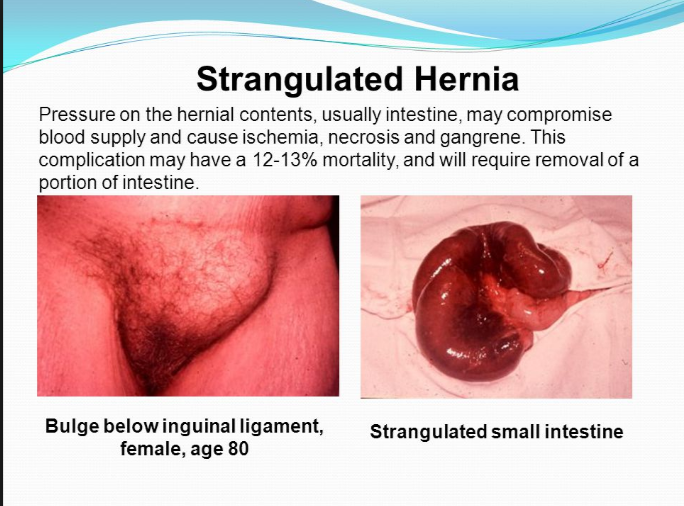 Strangulated Hernia
Pressure on the hernial contents, usually intestine, may compromise
blood supply and cause ischemia, necrosis and gangrene. This
complication may have a 12-13% mortality, and will require removal of a
portion of intestine.
Bulge below inguinal ligament,
female, age 80
Strangulated small intestine